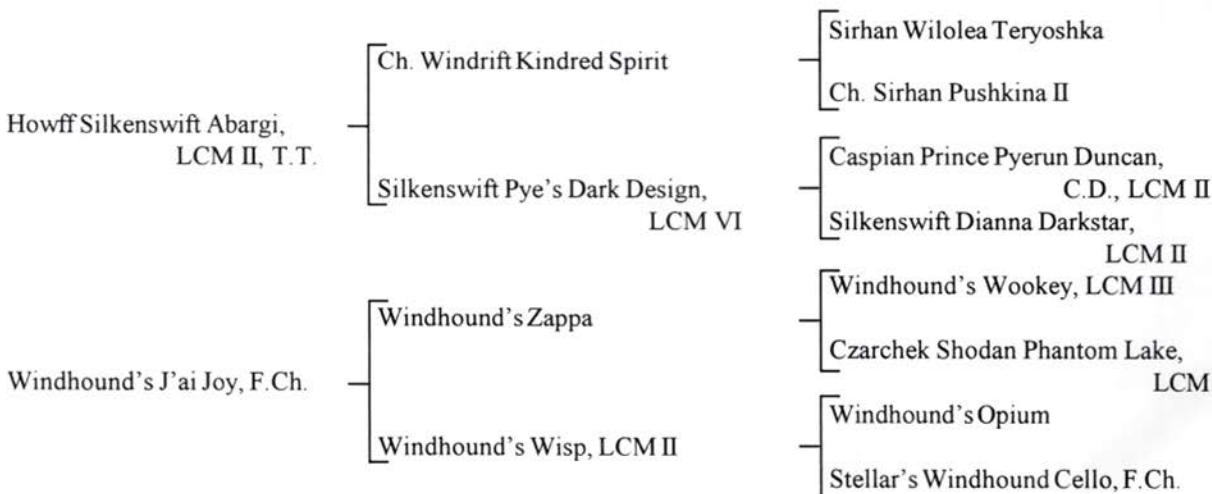 Sirhan Wilolea Teryoshka
Ch. Windrift Kindred Spirit
Ch. Sirhan Pushkina II
Howff Silkenswift Abargi,
LCM II, T.T.
Caspian Prince Pyerun Duncan,
C.D., LCM II
Silkenswift Pye's Dark Design,
LCM VI
Silkenswift Dianna Darkstar,
LCM II
Windhound's Wookey, LCM III
Windhound's Zappa
Czarchek Shodan Phantom Lake,
LCM
Windhound's J'ai Joy, F.Ch.
Windhound's Opium
Windhound's Wisp, LCM II
Stellar's Windhound Cello, F.Ch.